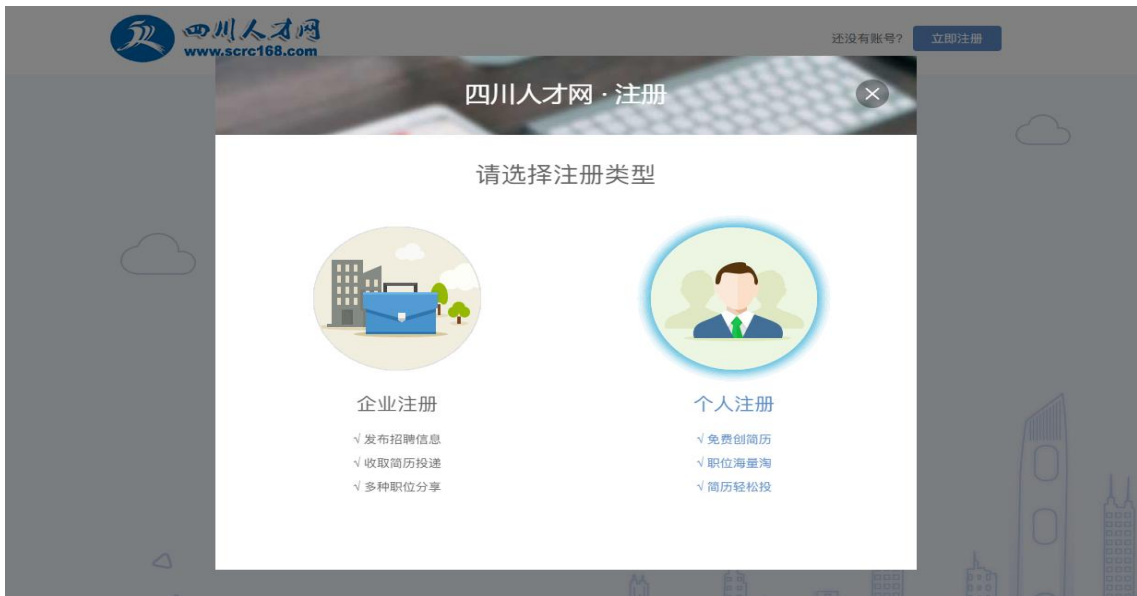 四川人才网
www.scrc168.com
还没有账号? 立即注册
四川人才网·注册
请选择注册类型
企业注册
√发布招聘信息
√收取简历投递
√多种职位分享
个人注册
√免费创简历
√职位海量淘
√简历轻松投